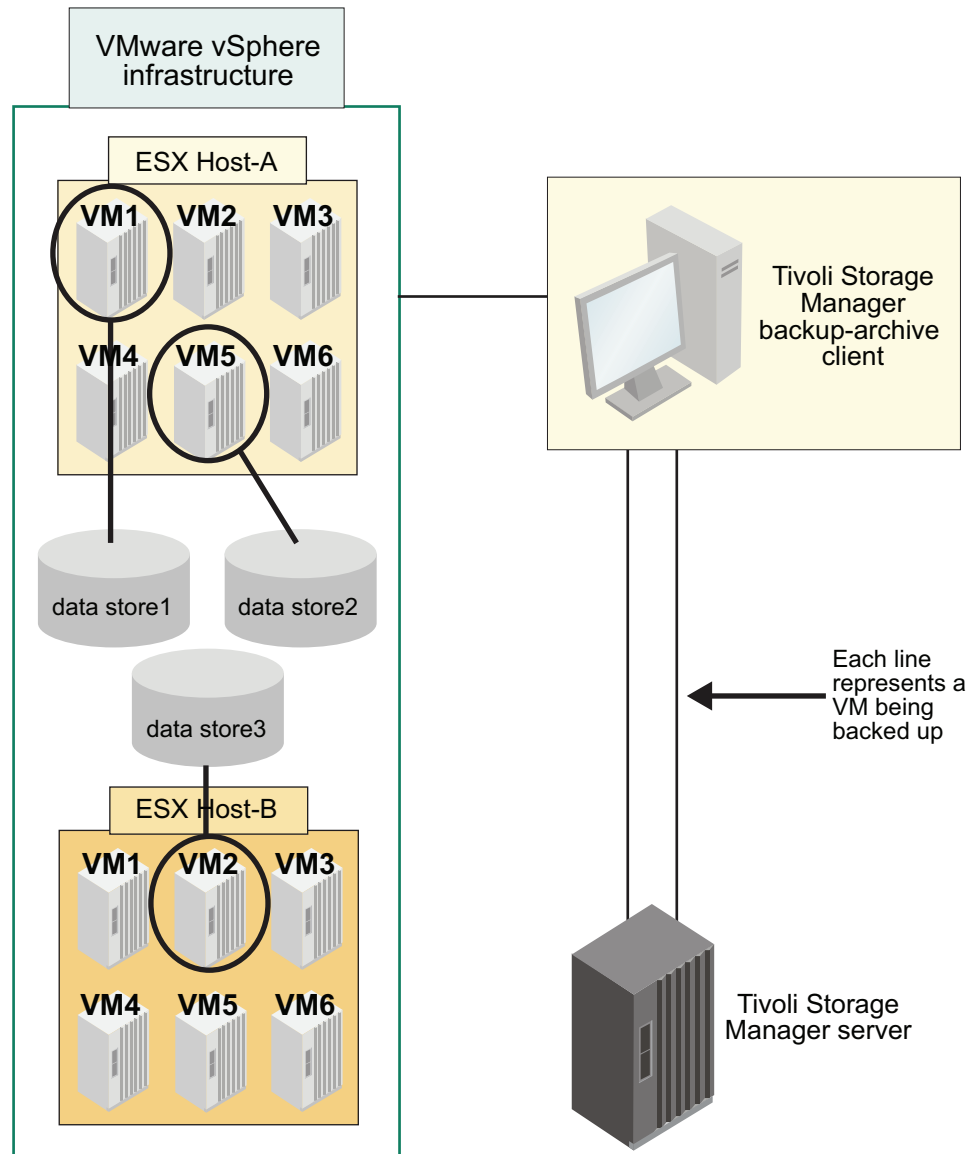 VMware vSphere
infrastructure
ESX Host-A
VM1 VM2 VM3
VM4 VM5 VM6
data store1
data store2
data store3
ESX Host-B
VM1 VM2 VM3
VM4 VM5 VM6
Tivoli Storage
Manager
backup-archive
client
Each line
represents a
VM being
backed up
Tivoli Storage
Manager server